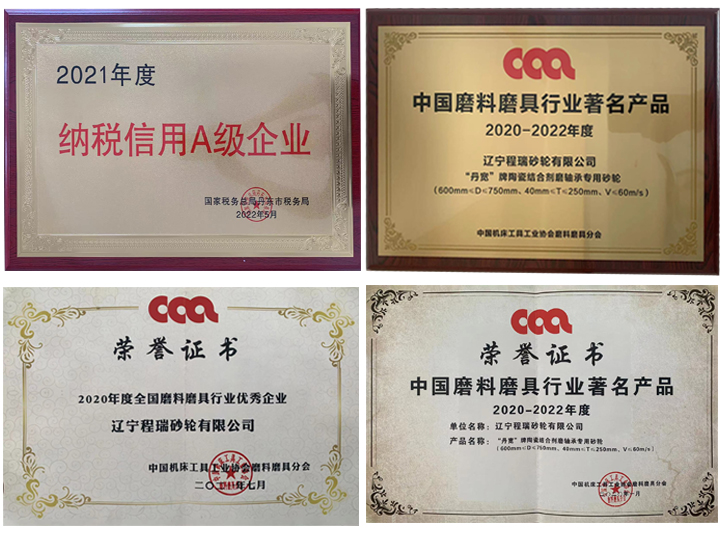 2021年度
纳税信用A级企业
国家税务总局丹东市税务局
2022年5月
中国磨料磨具行业著名产品
2020-2022年度
辽宁程瑞砂轮有限公司
“丹宽”牌陶瓷结合剂磨轴承专用砂轮
(600mm≤D≤750mm、40mm≤T≤250mm、V≤60m/s)
中国机床工具工业协会磨料磨具分会
荣誉证书
2020年度全国磨料磨具行业优秀企业
辽宁程瑞砂轮有限公司
中国机床工具工业协会磨料磨具分会
荣誉证书
中国磨料磨具行业著名产品
2020-2022年度
单位名称：辽宁程瑞砂轮有限公司
产品名称：“丹宽”牌陶瓷结合剂磨轴承专用砂轮
(600mm≤D≤750mm、40mm≤T≤250mm、V≤60m/s)
中国机床工具工业协会磨料磨具分会